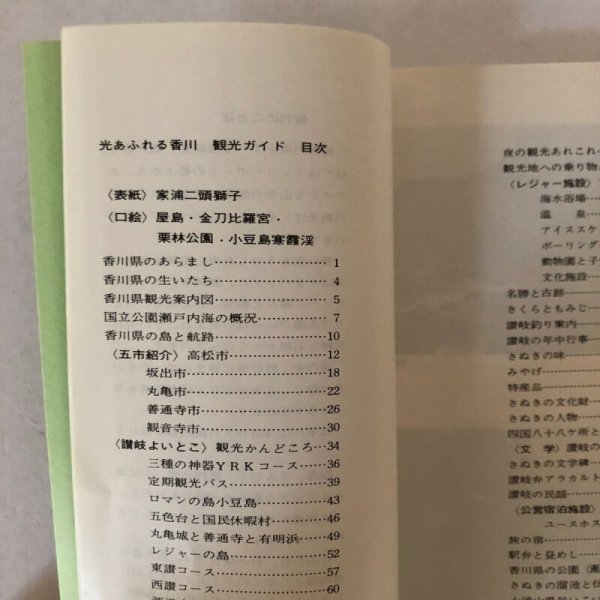 光あふれる香川　観光ガイド　目次
〈表紙〉家浦二頭獅子
〈口絵〉屋島・金刀比羅宮・
栗林公園・小豆島寒霞渓
香川県のあらまし……………………1
香川県の生いたち……………………4
香川県観光案内図……………………5
国立公園瀬戸内海の概況……………7
香川県の島と航路……………………10
〈五市紹介〉高松市…………………12
坂出市…………………18
丸亀市…………………22
善通寺市………………26
観音寺市………………30
〈讃岐よいとこ〉観光かんどころ…34
三種の神器YRKコース……………36
定期観光バス…………………………39
ロマンの島小豆島……………………43
五色台と国民休暇村…………………46
丸亀城と善通寺と有明浜……………49
レジャーの島…………………………52
東讃コース……………………………57
西讃コース……………………………60
夜の観光あれこれ
観光地への乗り物
〈レジャー施設〉
海水浴場
温泉
アイススケ
ボーリング
動物園と子
文化施設
名勝と古跡
さくらともみじ
讃岐釣り案内
讃岐の年中行事
さぬきの味
みやげ
特産品
さぬきの文化財
さぬきの人物
四国八十八ケ所と
〈文学〉讃岐の
さぬきの文学碑
讃岐弁アラカルト
讃岐の民謡
〈公営宿泊施設〉
ユースホス
旅の宿
駅弁と昼めし
香川県の公園（瀬
さぬきの溜池と伝